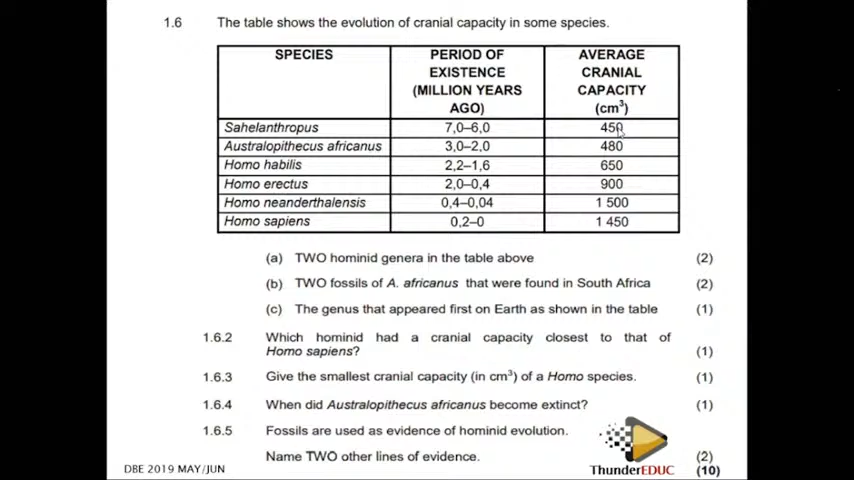 1.6 The table shows the evolution of cranial capacity in some species.
SPECIES PERIOD OF EXISTENCE (MILLION YEARS AGO) AVERAGE CRANIAL CAPACITY (cm³)
Sahelanthropus 7,0–6,0 450
Australopithecus africanus 3,0–2,0 480
Homo habilis 2,2–1,6 650
Homo erectus 2,0–0,4 900
Homo neanderthalensis 0,4–0,04 1 500
Homo sapiens 0,2–0 1 450
(a) TWO hominid genera in the table above (2)
(b) TWO fossils of A. africanus that were found in South Africa (2)
(c) The genus that appeared first on Earth as shown in the table (1)
1.6.2 Which hominid had a cranial capacity closest to that of
Homo sapiens? (1)
1.6.3 Give the smallest cranial capacity (in cm³) of a Homo species. (1)
1.6.4 When did Australopithecus africanus become extinct? (1)
1.6.5 Fossils are used as evidence of hominid evolution.
Name TWO other lines of evidence. (2)
DBE 2019 MAY/JUN ThunderEDUC (10)